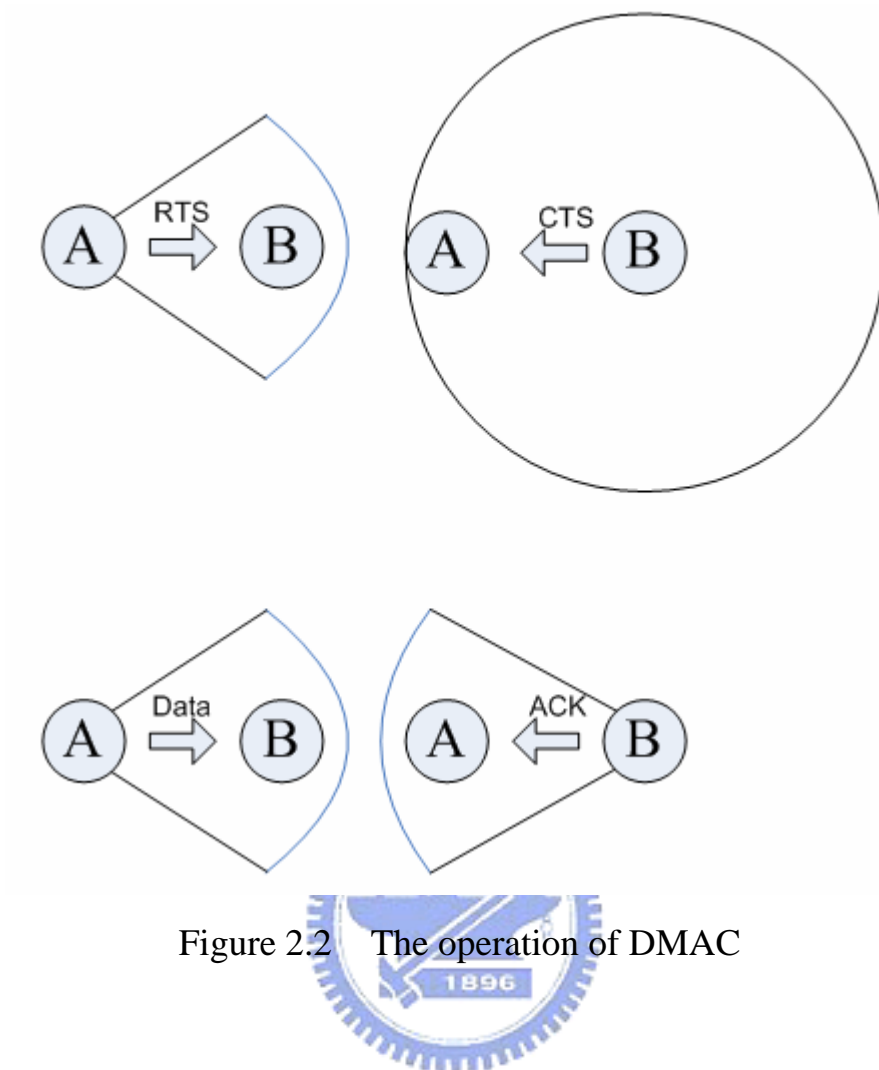 RTS
A
B
CTS
A
B
Data
A
B
ACK
A
B
Figure 2.2 The operation of DMAC
1896